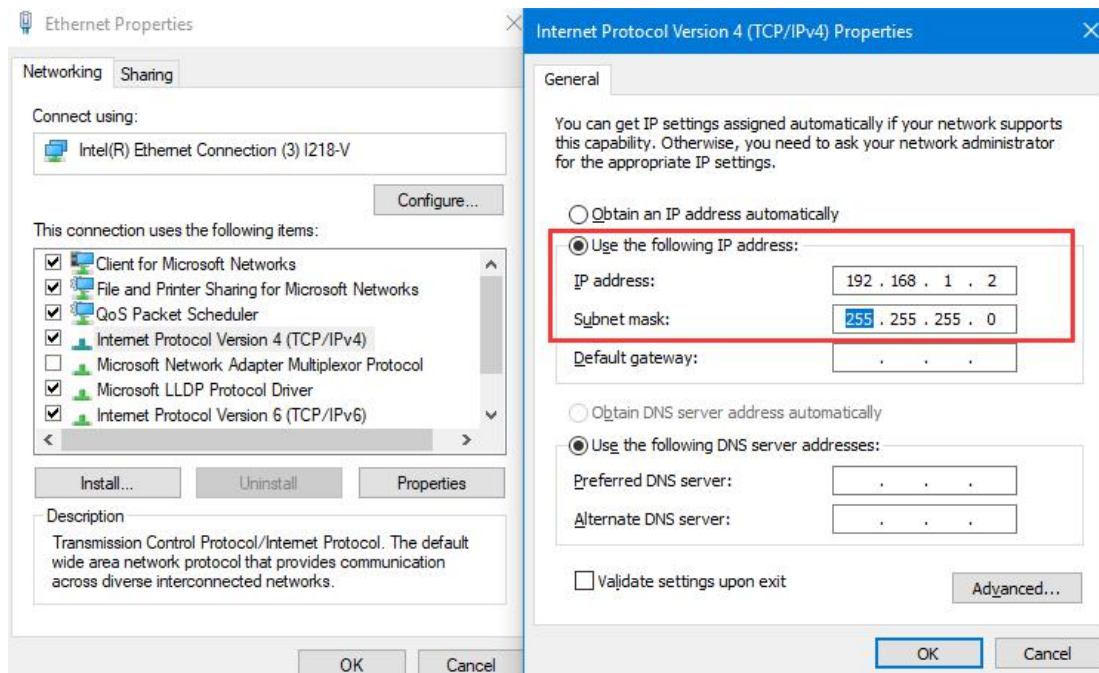 Ethernet Properties
Networking
Sharing
Connect using:
Intel(R) Ethernet Connection (3) I218-V
Configure...
This connection uses the following items:
Client for Microsoft Networks
File and Printer Sharing for Microsoft Networks
QoS Packet Scheduler
Internet Protocol Version 4 (TCP/IPv4)
Microsoft Network Adapter Multiplexor Protocol
Microsoft LLDP Protocol Driver
Internet Protocol Version 6 (TCP/IPv6)
Install...
Uninstall
Properties
Description
Transmission Control Protocol/Internet Protocol. The default
wide area network protocol that provides communication
across diverse interconnected networks.
OK
Cancel
Internet Protocol Version 4 (TCP/IPv4) Properties
General
You can get IP settings assigned automatically if your network supports
this capability. Otherwise, you need to ask your network administrator
for the appropriate IP settings.
Obtain an IP address automatically
Use the following IP address:
IP address:
192 . 168 . 1 . 2
Subnet mask:
255 . 255 . 255 . 0
Default gateway:
. . .
Obtain DNS server address automatically
Use the following DNS server addresses:
Preferred DNS server:
. . .
Alternate DNS server:
. . .
Validate settings upon exit
Advanced...
OK
Cancel